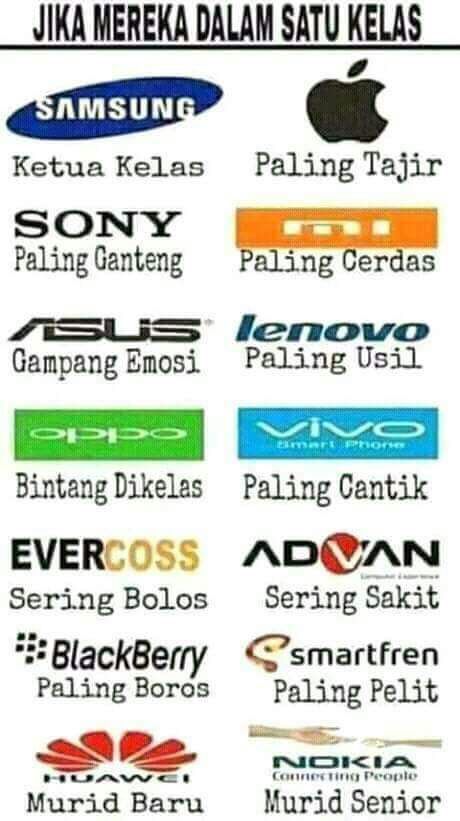 JIKA MEREKA DALAM SATU KELAS
SAMSUNG
Ketua Kelas
Paling Tajir
SONY
Paling Ganteng
mi
Paling Cerdas
ASUS
Gampang Emosi
lenovo
Paling Usil
oppo
Bintang Dikelas
vivo
Smart Phone
Paling Cantik
EVERCOSS
Sering Bolos
ADVAN
Sering Sakit
BlackBerry
Paling Boros
smartfren
Paling Pelit
HUAWEI
Murid Baru
NOKIA
Connecting People
Murid Senior